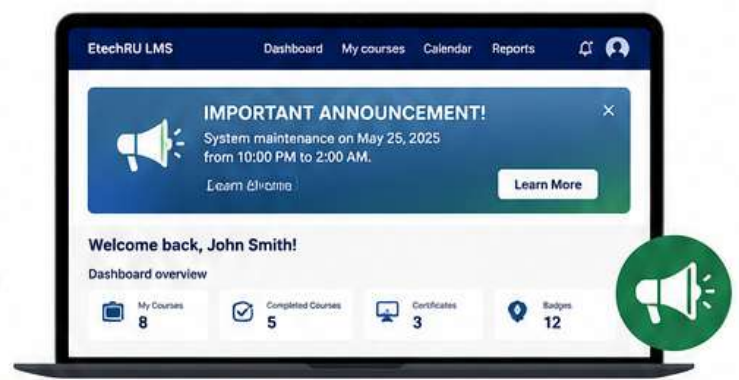 EtechRU LMS Dashboard My courses Calendar Reports
IMPORTANT ANNOUNCEMENT!
System maintenance on May 25, 2025
from 10:00 PM to 2:00 AM.
Learn More
Welcome back, John Smith!
Dashboard overview
My Courses
8
Completed Courses
5
Certificates
3
Badges
12